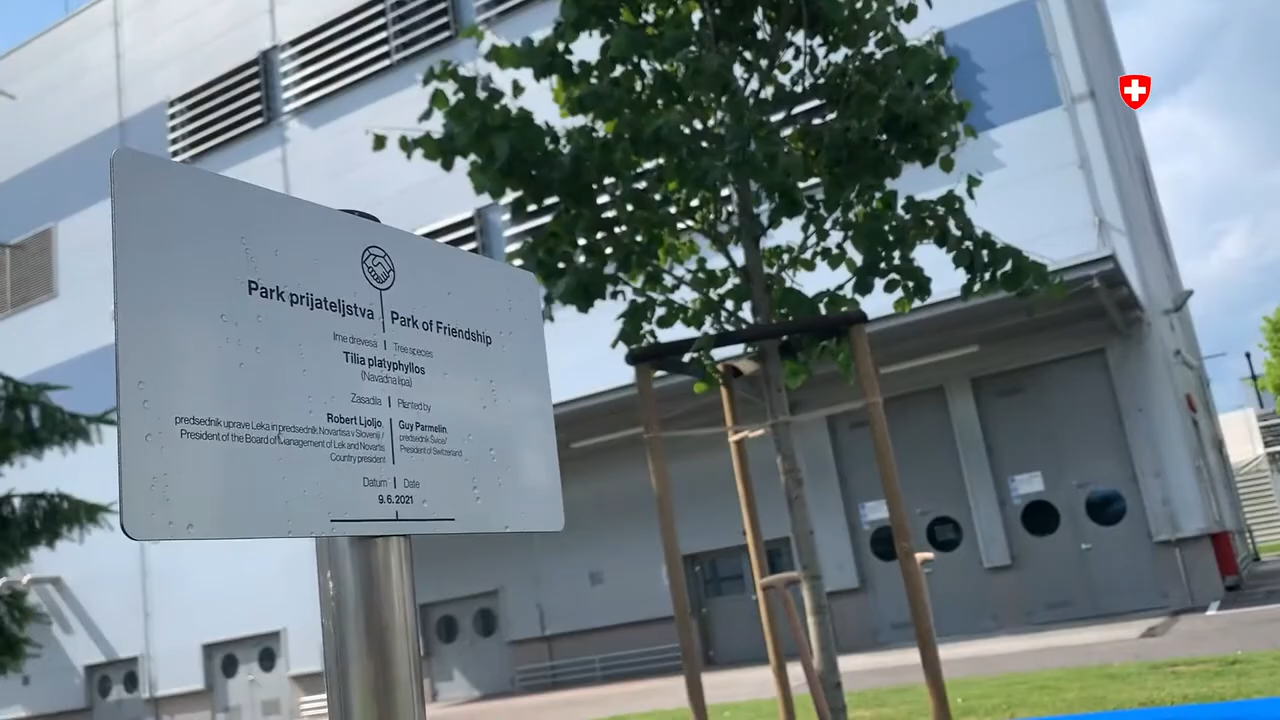 Park prijateljstva | Park of Friendship
Ime drevesa | Tree species
Tilia platyphyllos
(Navadna lipa)
Zasadila | Planted by
Robert Ljoljo | Guy Parmelin
predsednik uprave Leka in predsednik Novartisa v Sloveniji / | predsednik Švice/
President of the Board of Management of Lek and Novartis | President of Switzerland
Country president
Datum | Date
9.6.2021